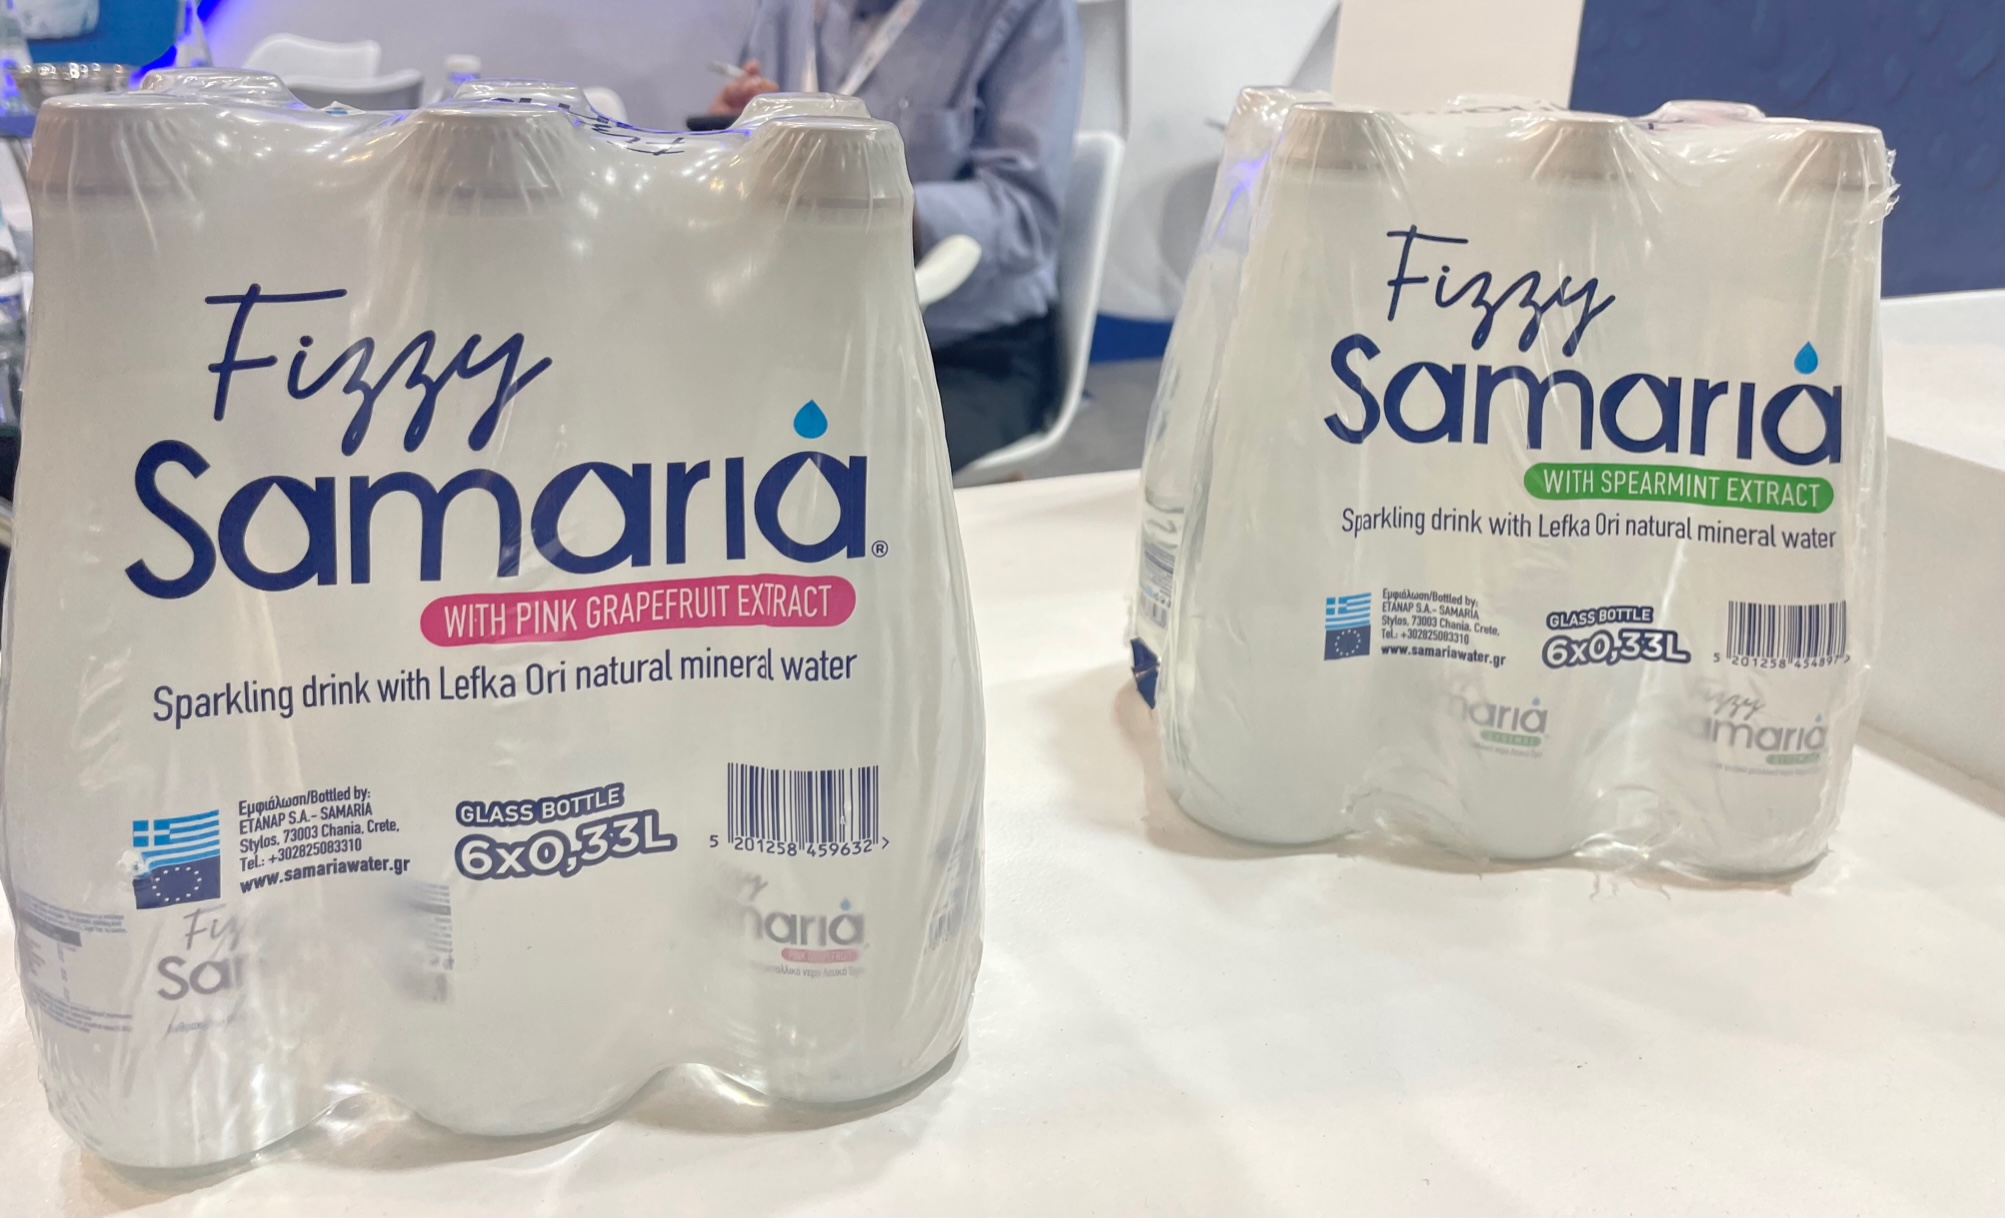 Fizzy
Samaria®
WITH PINK GRAPEFRUIT EXTRACT
Sparkling drink with Lefka Ori natural mineral water
Εμφιάλωση/Bottled by:
ETANAP S.A.- SAMARIA
Stylos, 73003 Chania, Crete,
Tel.: +302825083310
www.samariawater.gr
GLASS BOTTLE
6x0,33L
5 201258 459632 >
Fizzy
Samaria
WITH SPEARMINT EXTRACT
Sparkling drink with Lefka Ori natural mineral water
Εμφιάλωση/Bottled by:
ETANAP S.A.- SAMARIA
Stylos, 73003 Chania, Crete,
Tel.: +302825083310
www.samariawater.gr
GLASS BOTTLE
6x0,33L
5 201258 454897 >